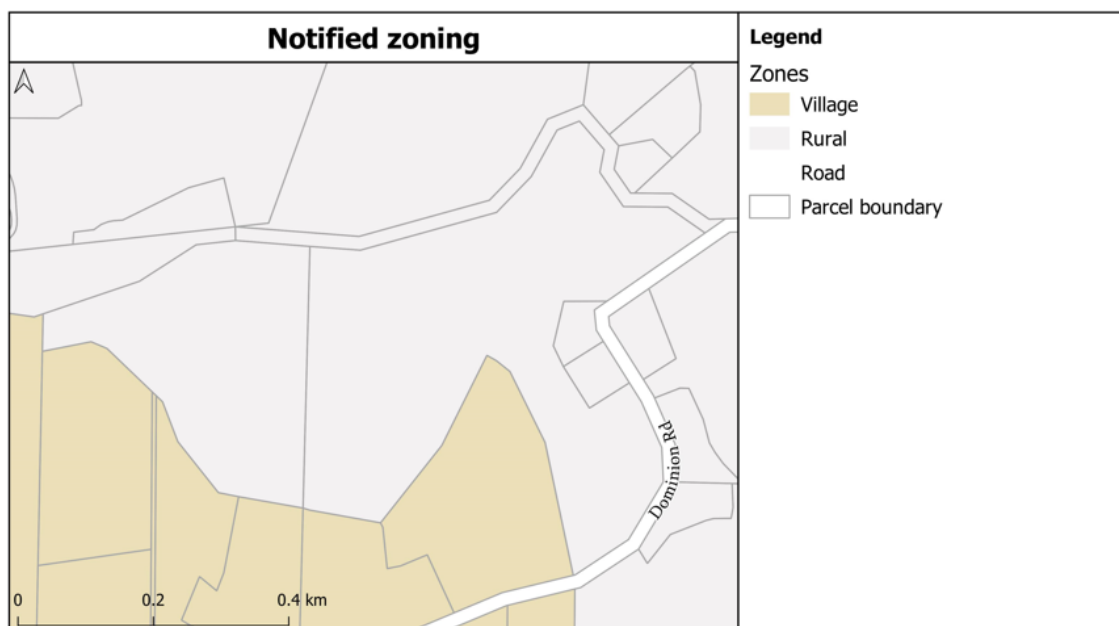 Notified zoning
Legend
Zones
Village
Rural
Road
Parcel boundary
Dominion Rd
0 0.2 0.4 km